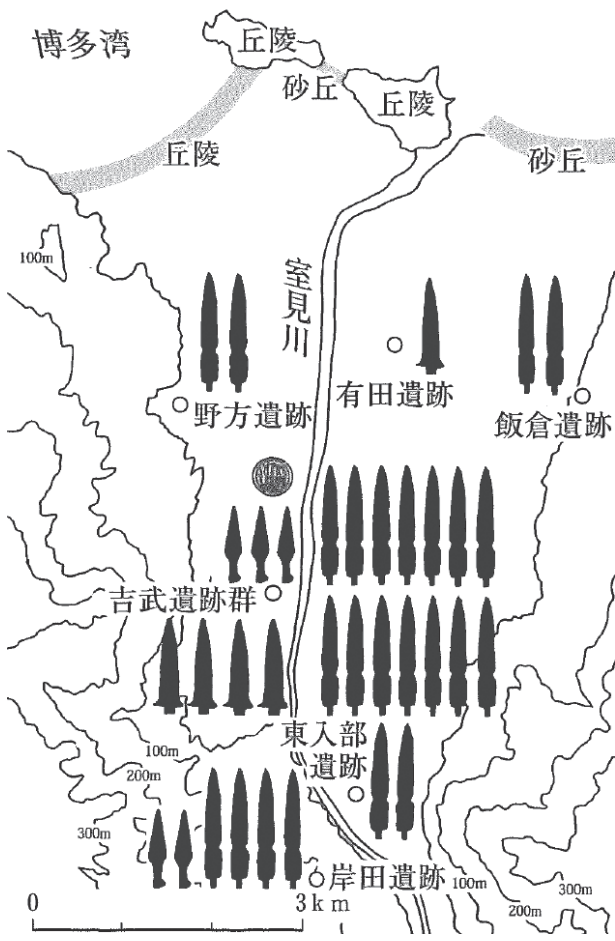 博多湾
丘陵
砂丘
丘陵
丘陵
砂丘
100m
室見川
有田遺跡
野方遺跡
飯倉遺跡
吉武遺跡群
東入部
遺跡
100m
200m
300m
岸田遺跡
100m
200m
300m
0
3km